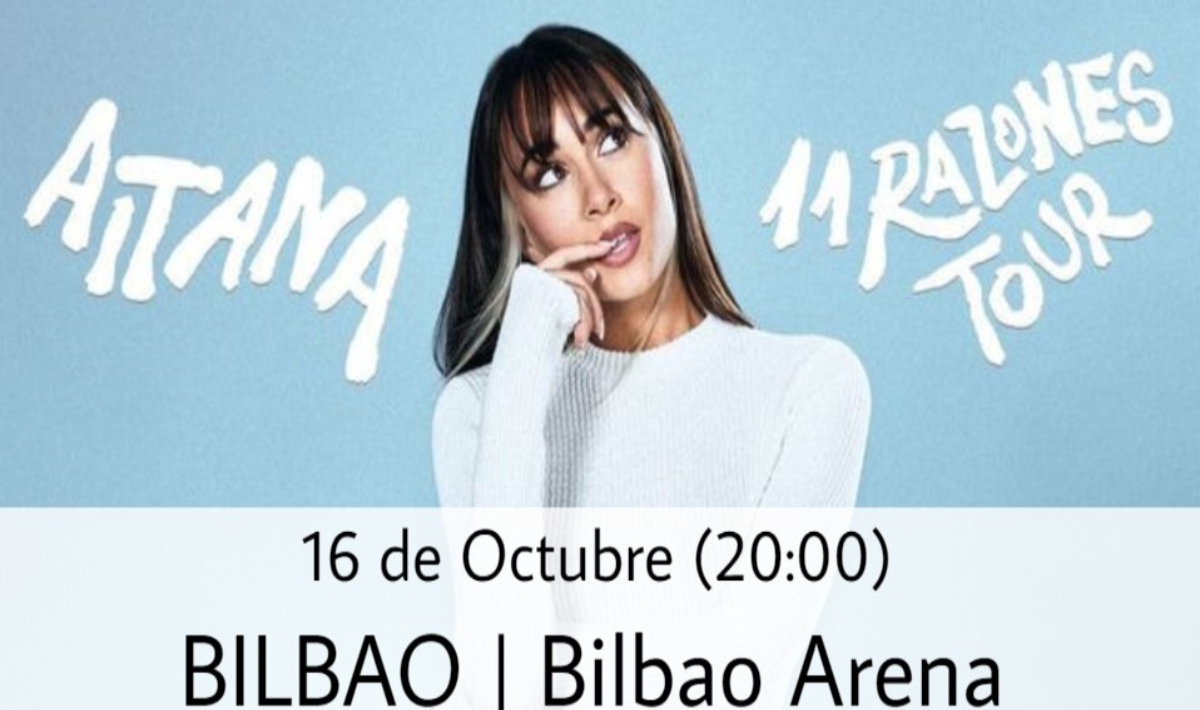 AITANA
11 RAZONES
TOUR
16 de Octubre (20:00)
BILBAO | Bilbao Arena